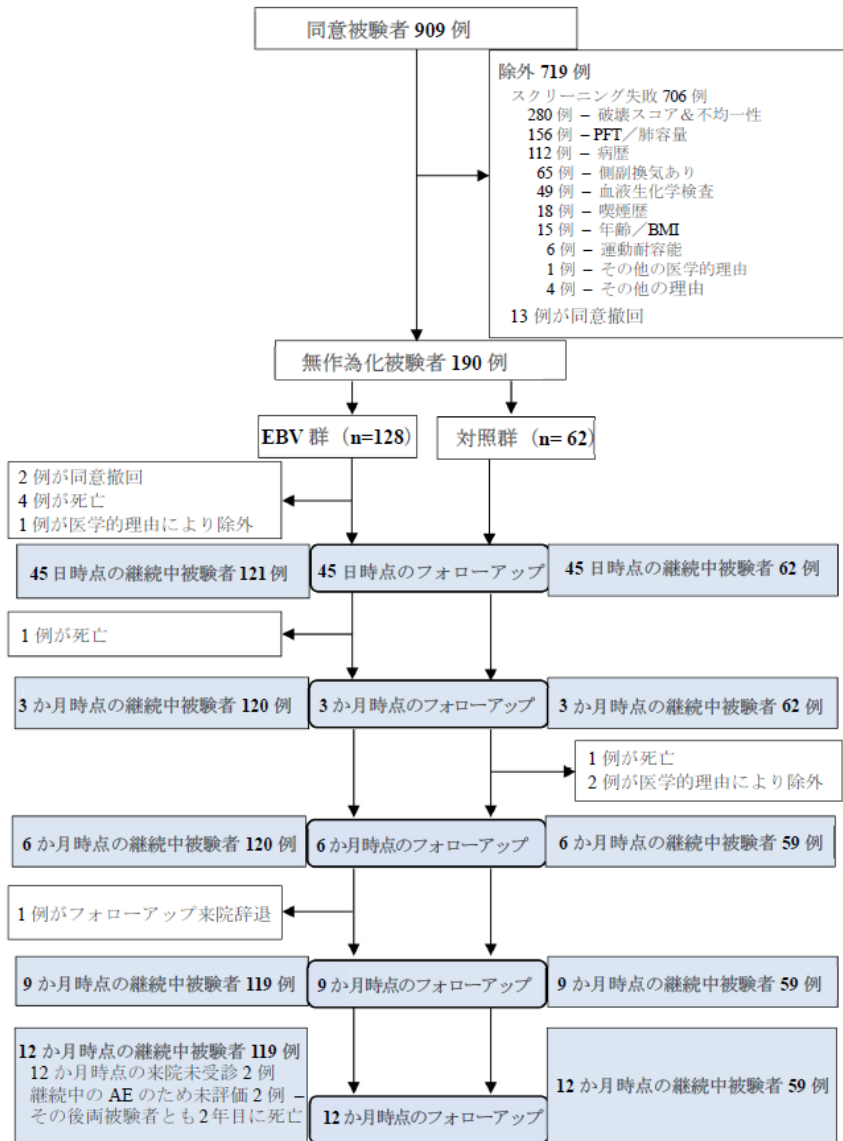 同意被験者 909 例
除外 719 例
スクリーニング失敗 706 例
280 例 – 破壊スコア＆不均一性
156 例 – PFT／肺容量
112 例 – 病歴
65 例 – 側副換気あり
49 例 – 血液生化学検査
18 例 – 喫煙歴
15 例 – 年齢／BMI
6 例 – 運動耐容能
1 例 – その他の医学的理由
4 例 – その他の理由
13 例が同意撤回
無作為化被験者 190 例
EBV 群（n=128）
対照群（n= 62）
2 例が同意撤回
4 例が死亡
1 例が医学的理由により除外
45 日時点の継続中被験者 121 例
45 日時点のフォローアップ
45 日時点の継続中被験者 62 例
1 例が死亡
3 か月時点の継続中被験者 120 例
3 か月時点のフォローアップ
3 か月時点の継続中被験者 62 例
1 例が死亡
2 例が医学的理由により除外
6 か月時点の継続中被験者 120 例
6 か月時点のフォローアップ
6 か月時点の継続中被験者 59 例
1 例がフォローアップ来院辞退
9 か月時点の継続中被験者 119 例
9 か月時点のフォローアップ
9 か月時点の継続中被験者 59 例
12 か月時点の継続中被験者 119 例
12 か月時点の来院未受診 2 例
継続中の AE のため未評価 2 例 –
その後両被験者とも 2 年目に死亡
12 か月時点のフォローアップ
12 か月時点の継続中被験者 59 例